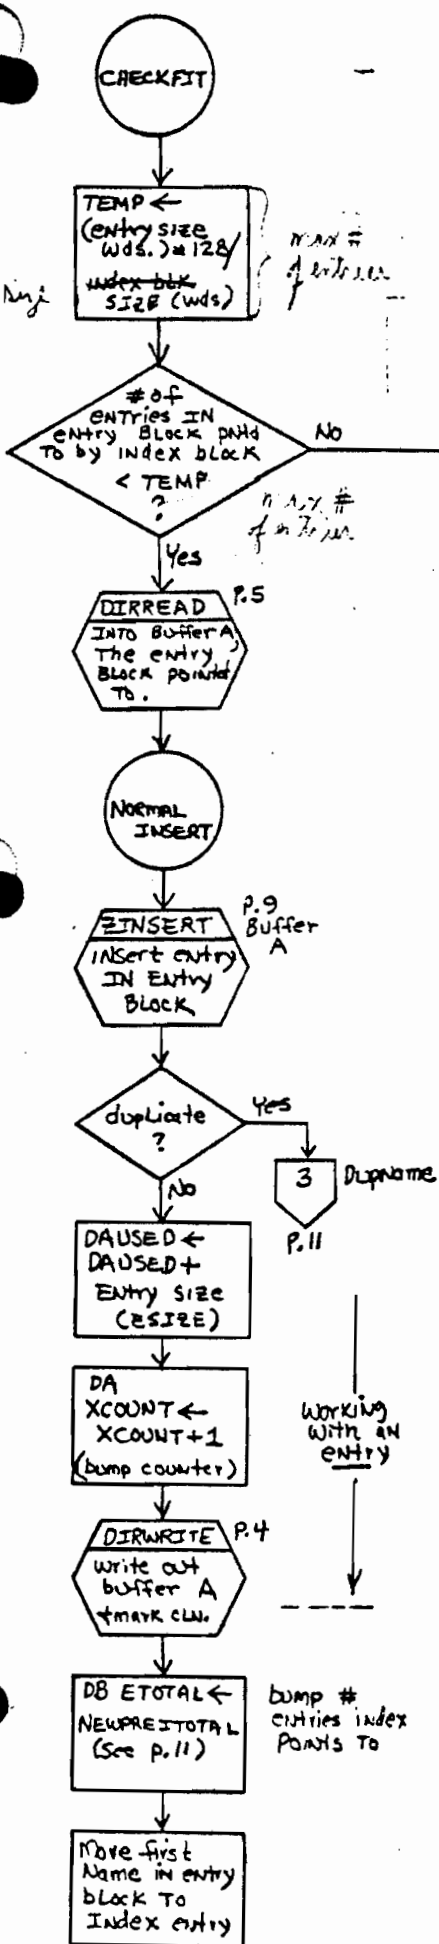 CHECKFIT
TEMP ←
(entry size
wds.) * 128/
index blk
SIZE (wds)
max #
of entries
size
# of
entries IN
entry Block pntd
To by index block
< TEMP
?
No
max #
of entries
Yes
DIRREAD P.5
INTO Buffer A,
The entry
BLOCK pointed
TO.
NORMAL
INSERT
ZINSERT
P.9
Buffer
A
INsert entry
IN Entry
BLOCK
duplicate
?
Yes
3
DupName
P.11
No
DAUSED ←
DAUSED +
Entry Size
(ESIZE)
DA
XCOUNT ←
XCOUNT + 1
(bump counter)
working
with an
entry
DIRWRITE P.4
write out
buffer A
+mark CLN.
DB ETOTAL ←
NEWPREITOTAL
(See p.11)
bump #
entries index
Points To
Move first
Name in entry
block To
Index entry